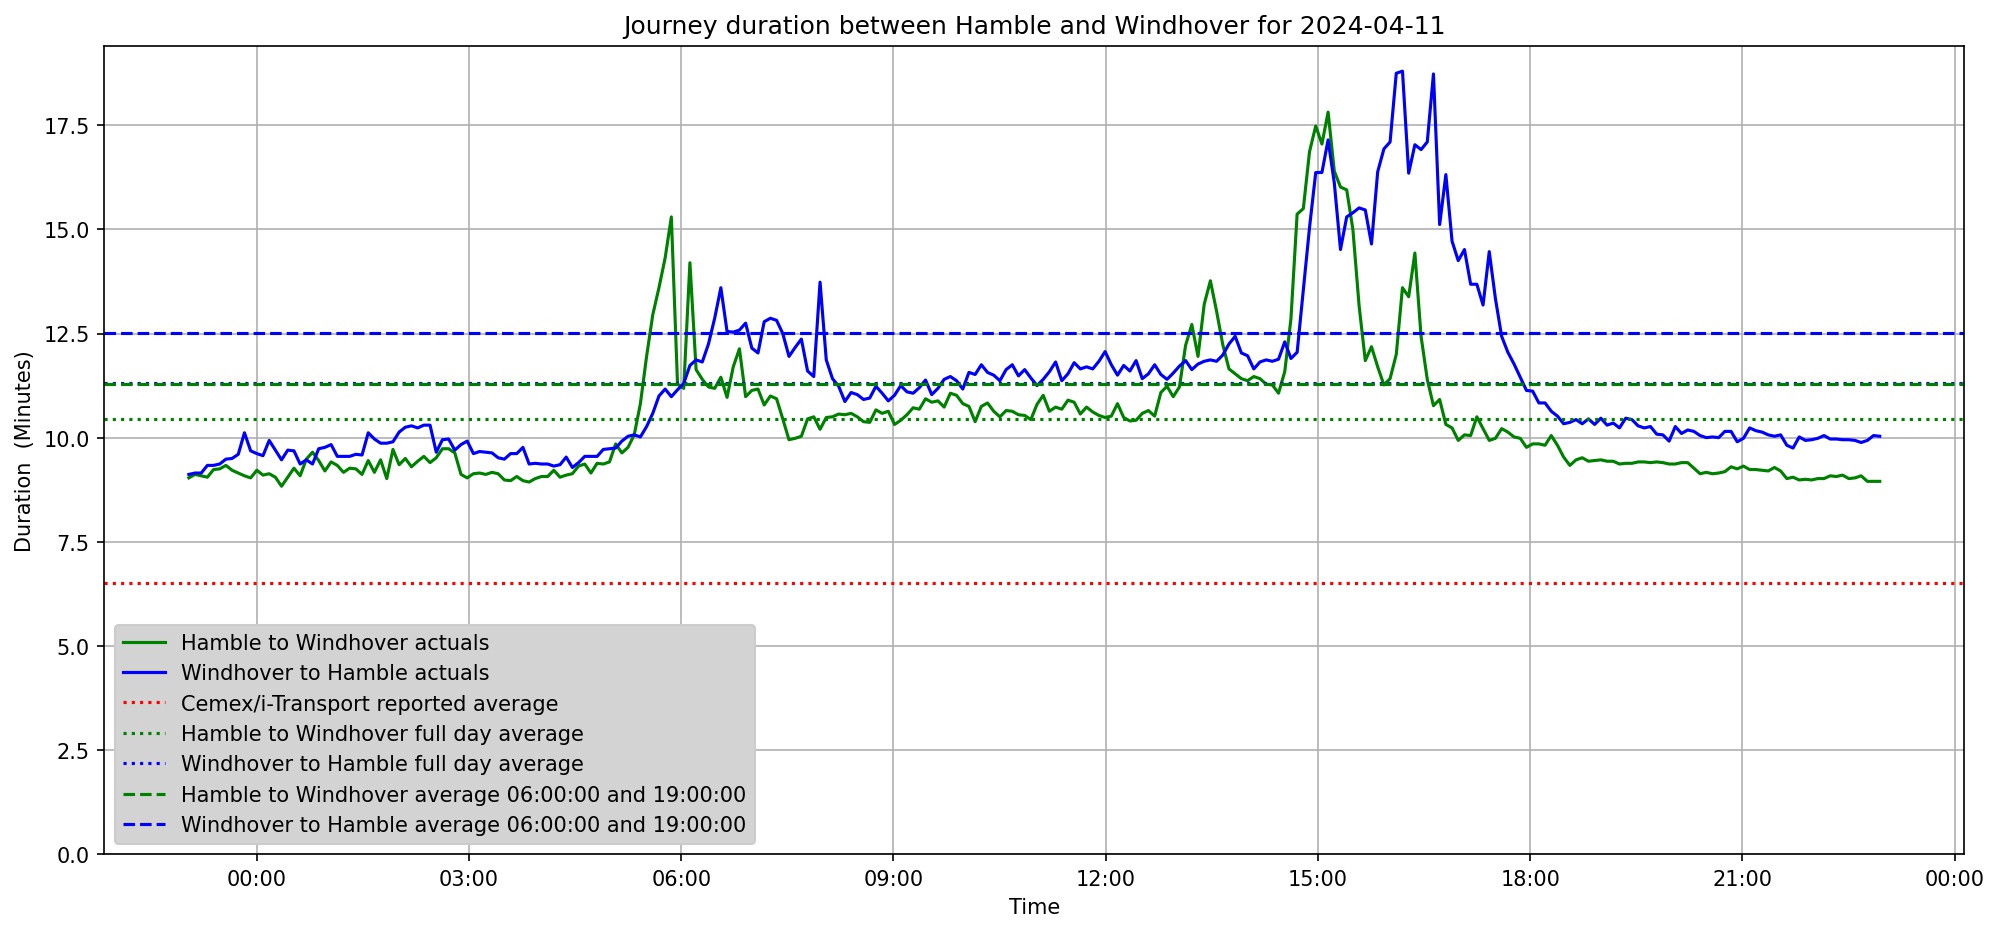 Journey duration between Hamble and Windhover for 2024-04-11
17.5
15.0
12.5
10.0
7.5
5.0
2.5
0.0
Duration (Minutes)
Hamble to Windhover actuals
Windhover to Hamble actuals
Cemex/i-Transport reported average
Hamble to Windhover full day average
Windhover to Hamble full day average
Hamble to Windhover average 06:00:00 and 19:00:00
Windhover to Hamble average 06:00:00 and 19:00:00
00:00 03:00 06:00 09:00 12:00 15:00 18:00 21:00 00:00
Time